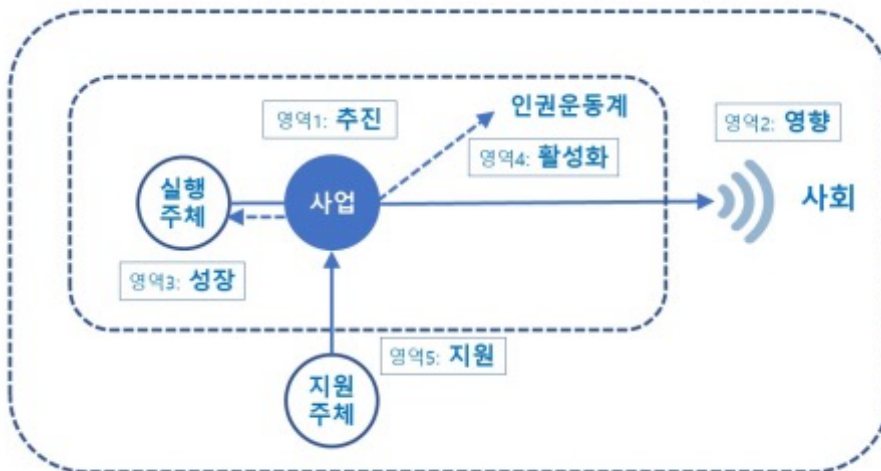 영역1: 추진
인권운동계
영역2: 영향
영역4: 활성화
실행
주체
사업
사회
영역3: 성장
영역5: 지원
지원
주체